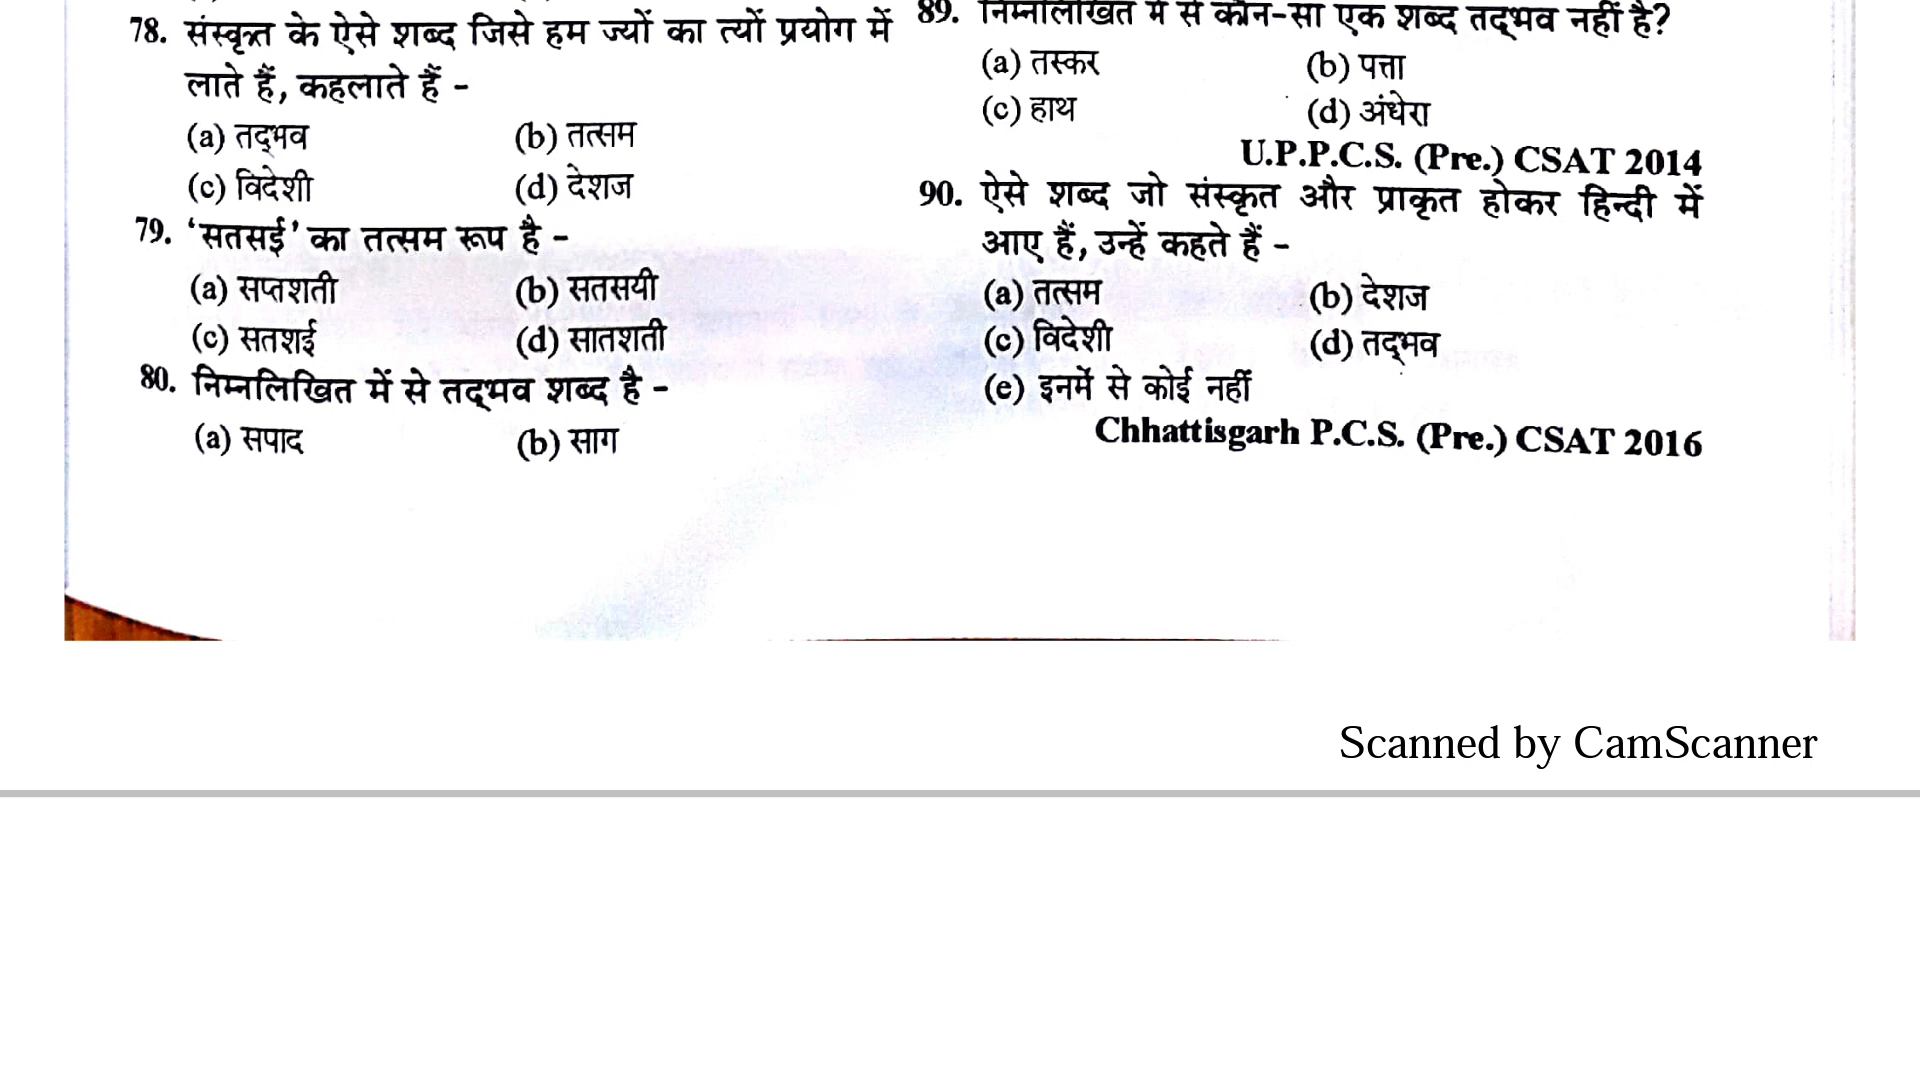 78. संस्कृत के ऐसे शब्द जिसे हम ज्यों का त्यों प्रयोग में
लाते हैं, कहलाते हैं -
(a) तद्भव (b) तत्सम
(c) विदेशी (d) देशज
79. 'सतसई' का तत्सम रूप है -
(a) सप्तशती (b) सतसयी
(c) सतशई (d) सातशती
80. निम्नलिखित में से तद्भव शब्द है -
(a) सपाद (b) साग
89. निम्नलिखित में से कौन-सा एक शब्द तद्भव नहीं है?
(a) तस्कर (b) पत्ता
(c) हाथ (d) अंधेरा
U.P.P.C.S. (Pre.) CSAT 2014
90. ऐसे शब्द जो संस्कृत और प्राकृत होकर हिन्दी में
आए हैं, उन्हें कहते हैं -
(a) तत्सम (b) देशज
(c) विदेशी (d) तद्भव
(e) इनमें से कोई नहीं
Chhattisgarh P.C.S. (Pre.) CSAT 2016
Scanned by CamScanner